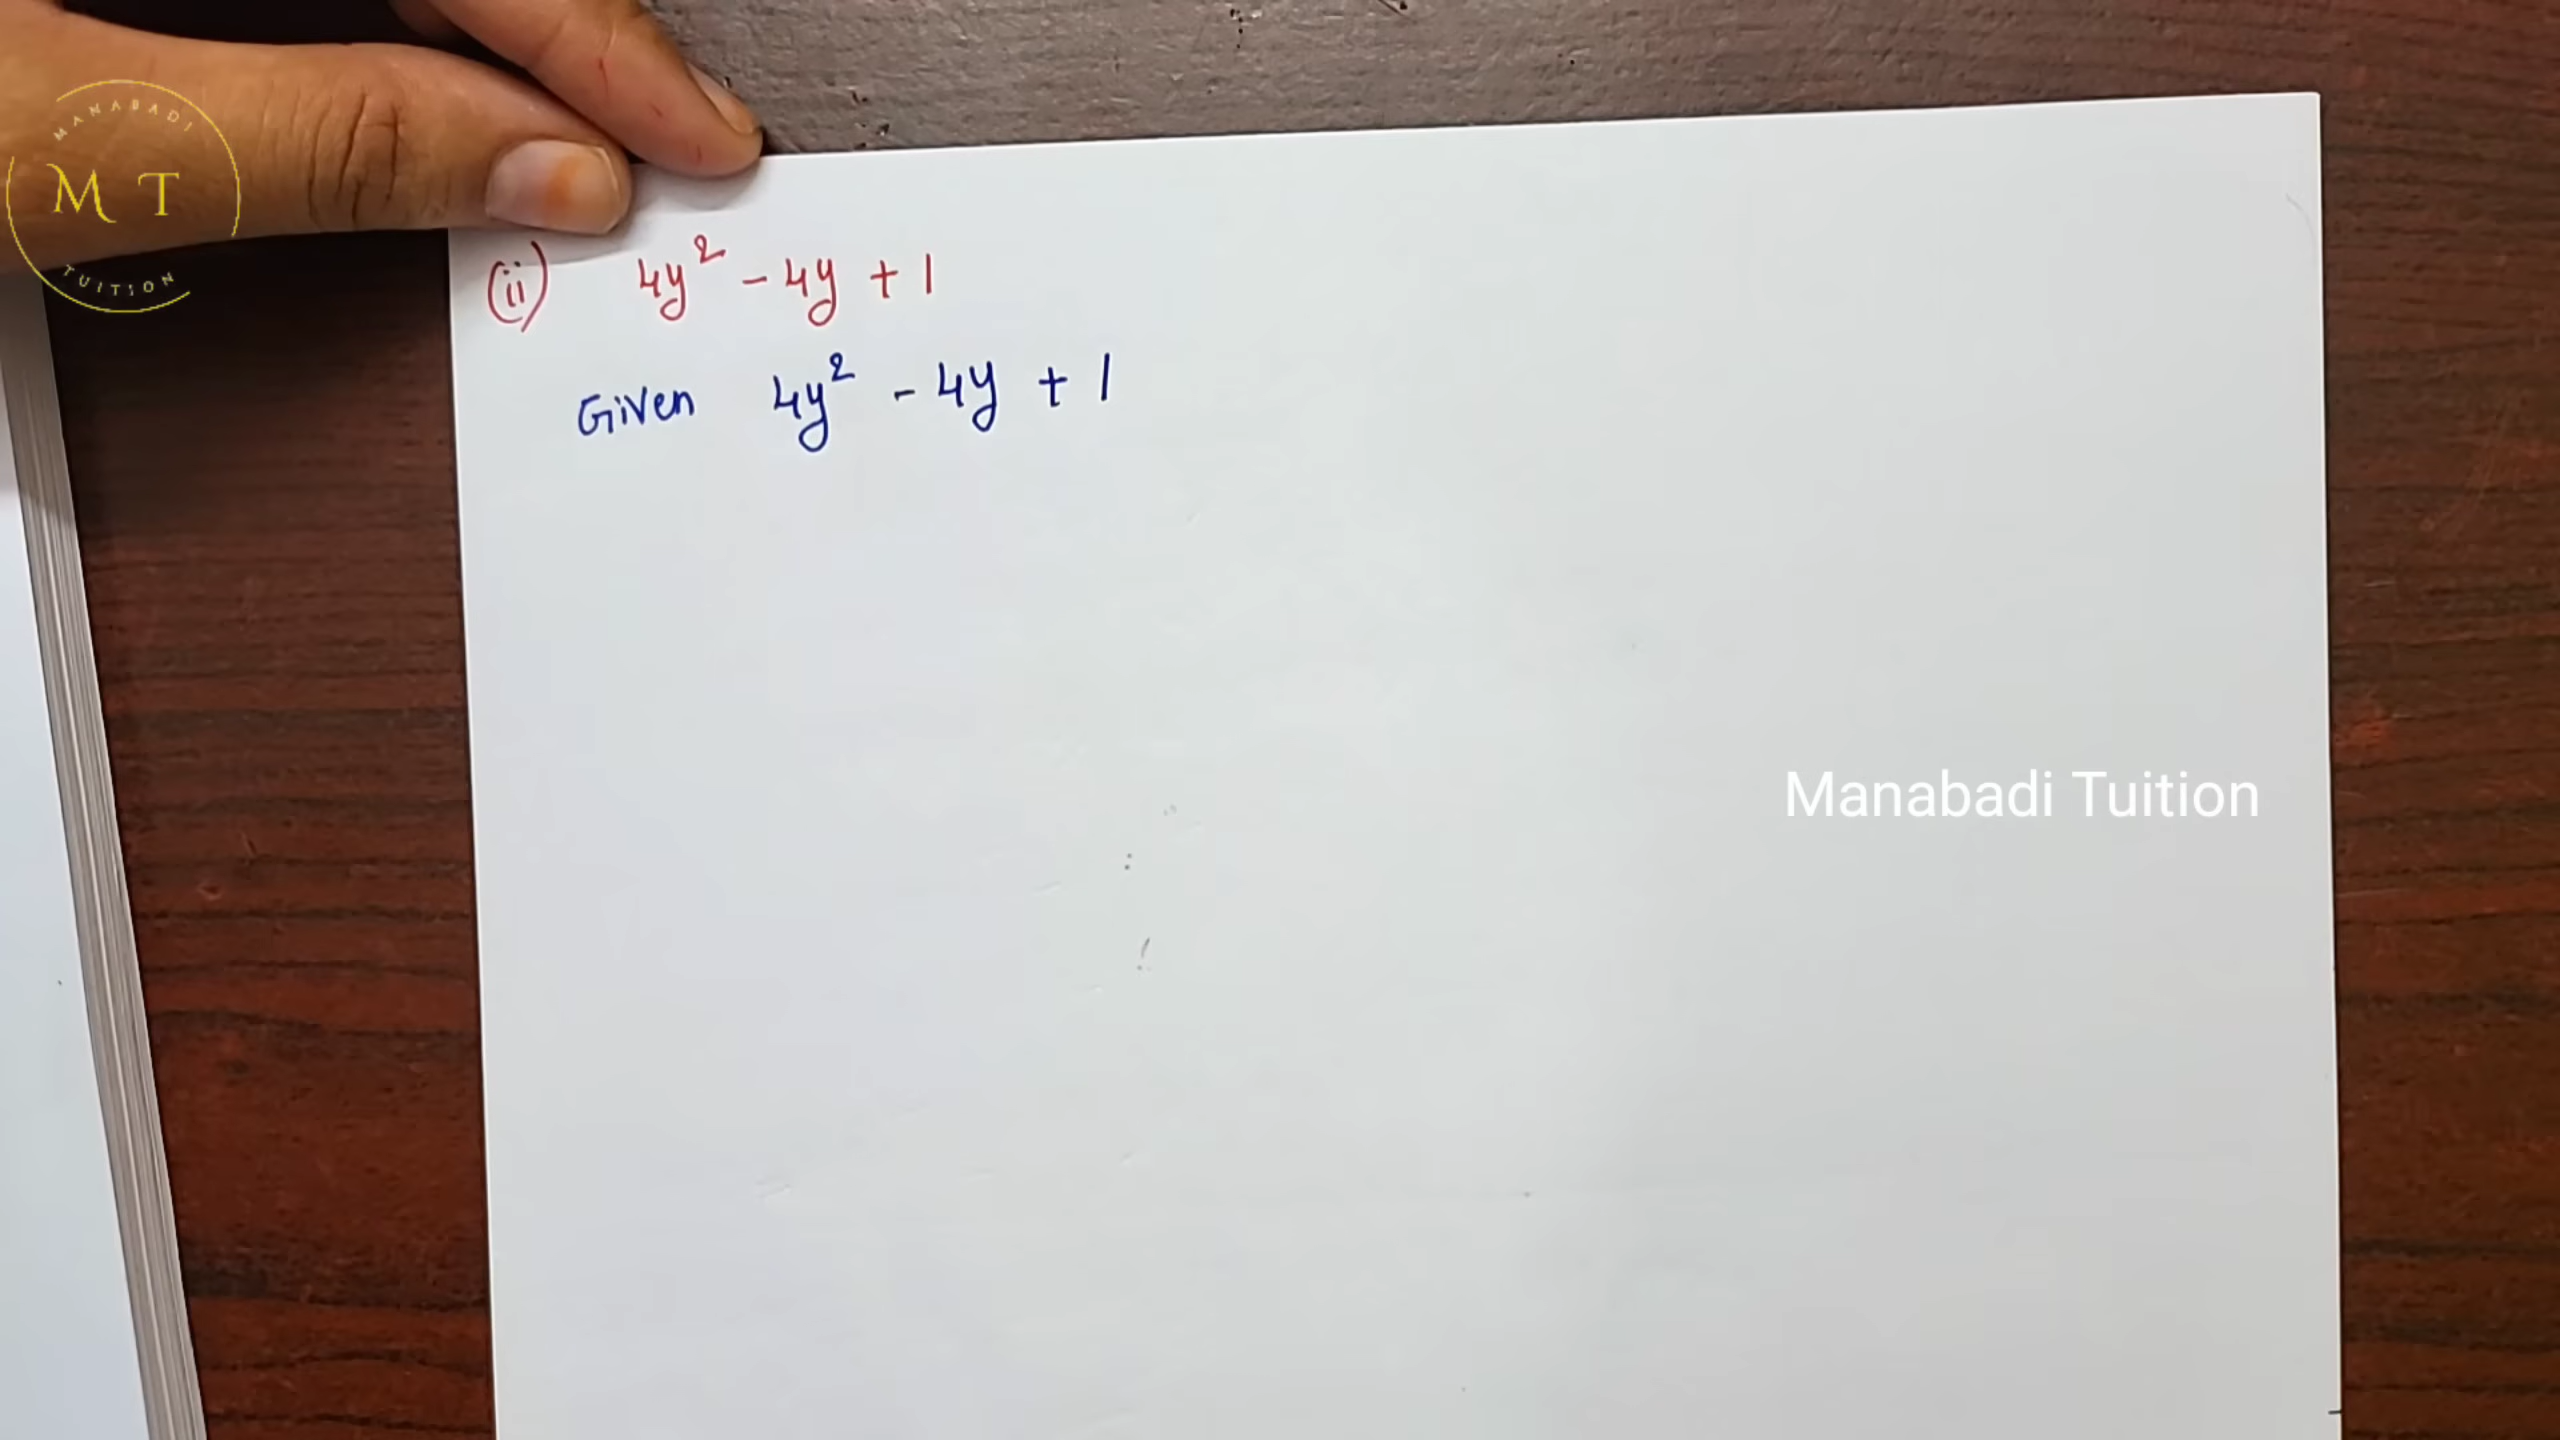 MANABADI
M T
TUITION
(ii) 4y² - 4y + 1
Given 4y² - 4y + 1
Manabadi Tuition